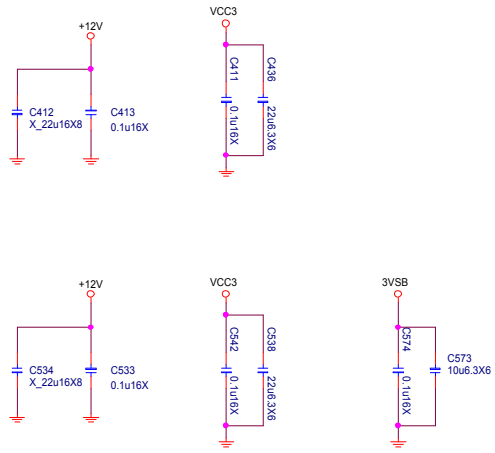 +12V
VCC3
C412
X_22u16X8
C413
0.1u16X
C411
0.1u16X
C436
22u6.3X6
+12V
VCC3
3VSB
C534
X_22u16X8
C533
0.1u16X
C542
0.1u16X
C538
22u6.3X6
C574
0.1u16X
C573
10u6.3X6